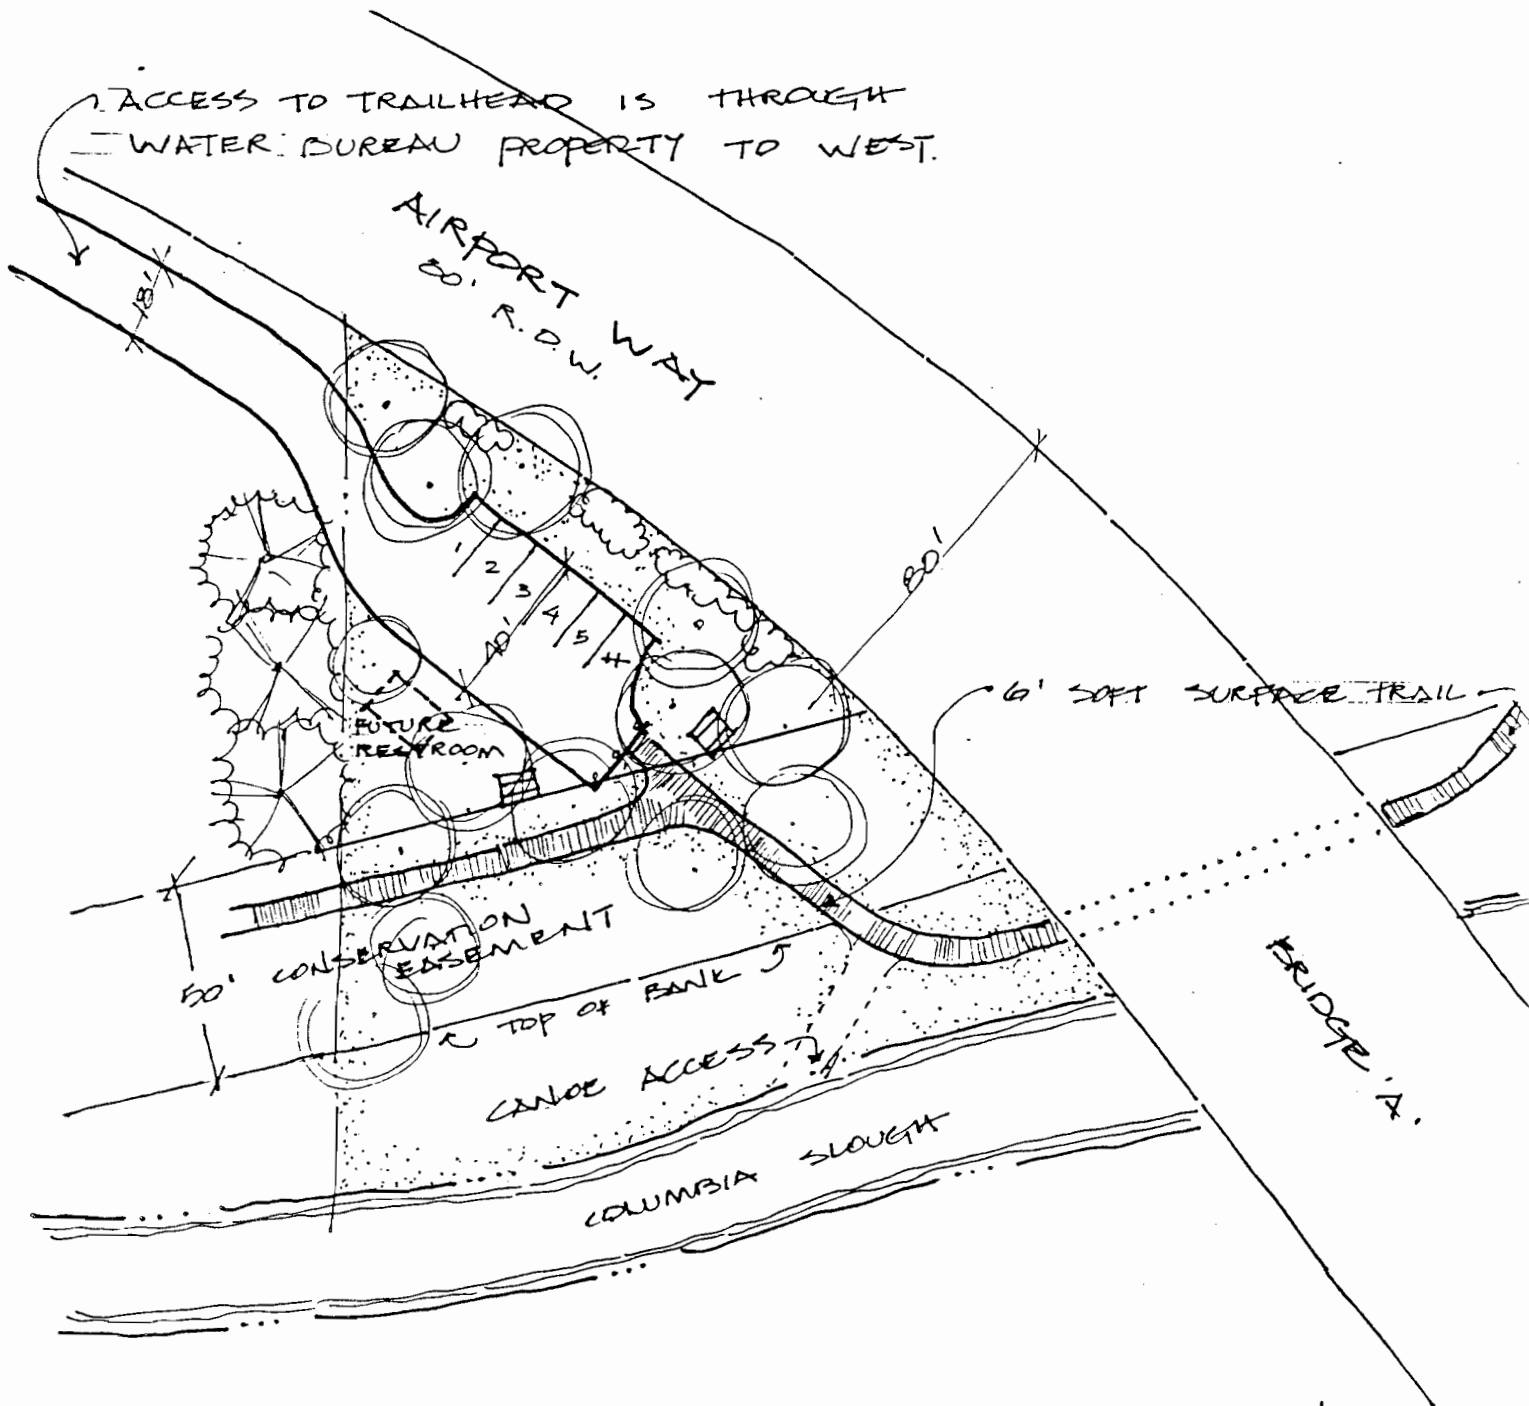 ACCESS TO TRAILHEAD IS THROUGH
WATER BUREAU PROPERTY TO WEST.
AIRPORT WAY
80' R.O.W.
18'
1
2
3
4
5
H
40'
80'
6' SOFT SURFACE TRAIL
FUTURE
RESTROOM
50' CONSERVATION
EASEMENT
TOP OF BANK
CANOE ACCESS
COLUMBIA SLOUGH
BRIDGE 'A'.